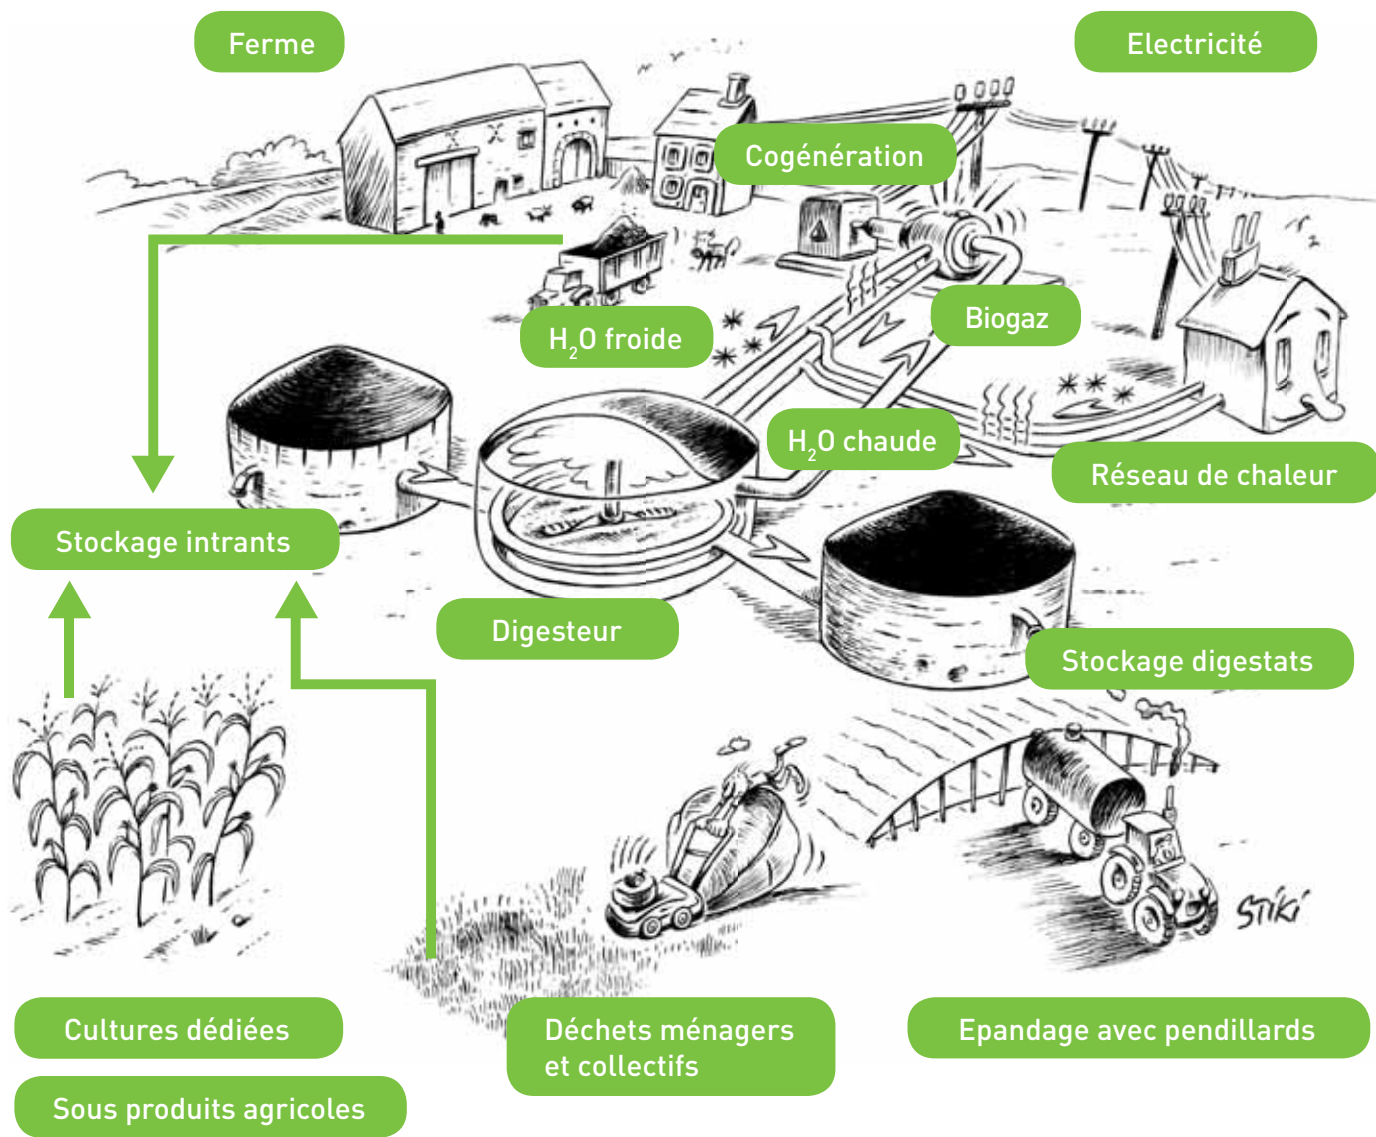 Ferme
Electricité
Cogénération
Biogaz
H₂O froide
H₂O chaude
Réseau de chaleur
Stockage intrants
Digesteur
Stockage digestats
STiKi
Cultures dédiées
Déchets ménagers
et collectifs
Epandage avec pendillards
Sous produits agricoles